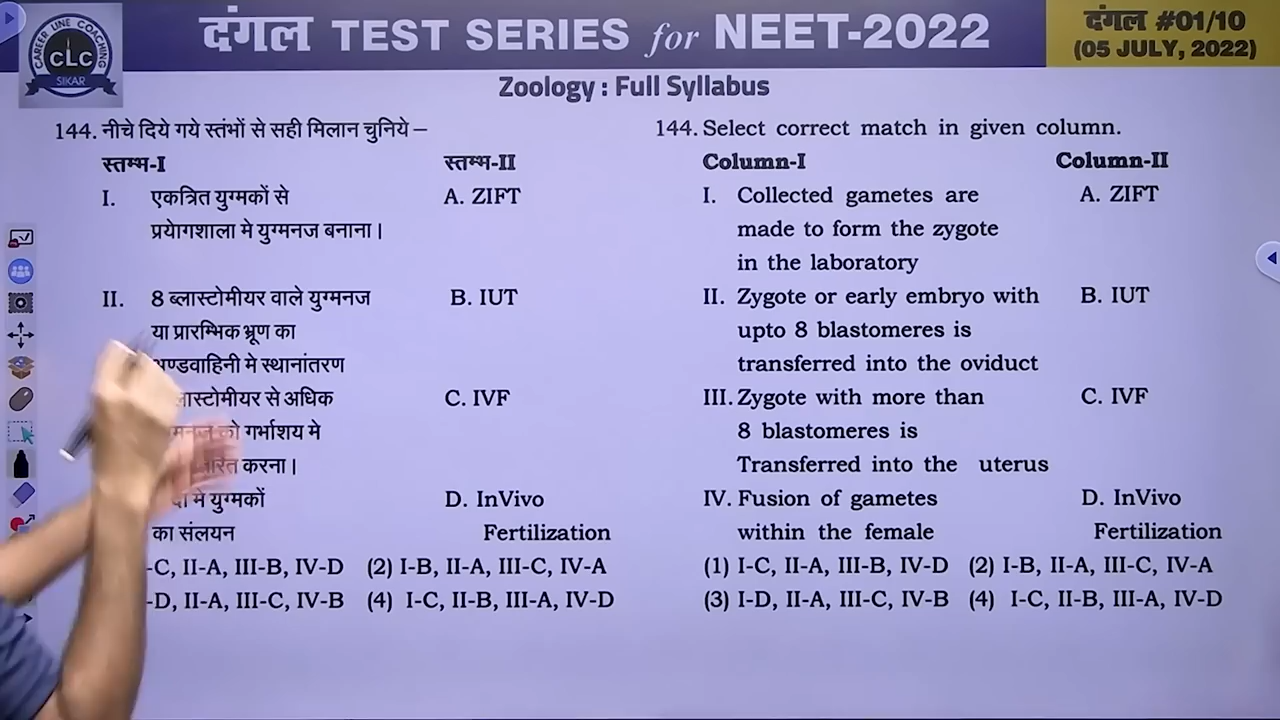 CAREER LINE COACHING
CLC
SIKAR
दंगल TEST SERIES for NEET-2022
दंगल #01/10
(05 JULY, 2022)
Zoology : Full Syllabus
144. नीचे दिये गये स्तंभों से सही मिलान चुनिये –
स्तम्भ-I स्तम्भ-II
I. एकत्रित युग्मकों से A. ZIFT
प्रयेागशाला मे युग्मनज बनाना।
II. 8 ब्लास्टोमीयर वाले युग्मनज B. IUT
या प्रारम्भिक भ्रूण का
मे स्थानांतरण
से अधिक C. IVF
को गर्भाशय मे
करना।
मे युग्मकों D. InVivo
का संलयन Fertilization
-C, II-A, III-B, IV-D (2) I-B, II-A, III-C, IV-A
-D, II-A, III-C, IV-B (4) I-C, II-B, III-A, IV-D
144. Select correct match in given column.
Column-I Column-II
I. Collected gametes are A. ZIFT
made to form the zygote
in the laboratory
II. Zygote or early embryo with B. IUT
upto 8 blastomeres is
transferred into the oviduct
III. Zygote with more than C. IVF
8 blastomeres is
Transferred into the uterus
IV. Fusion of gametes D. InVivo
within the female Fertilization
(1) I-C, II-A, III-B, IV-D (2) I-B, II-A, III-C, IV-A
(3) I-D, II-A, III-C, IV-B (4) I-C, II-B, III-A, IV-D